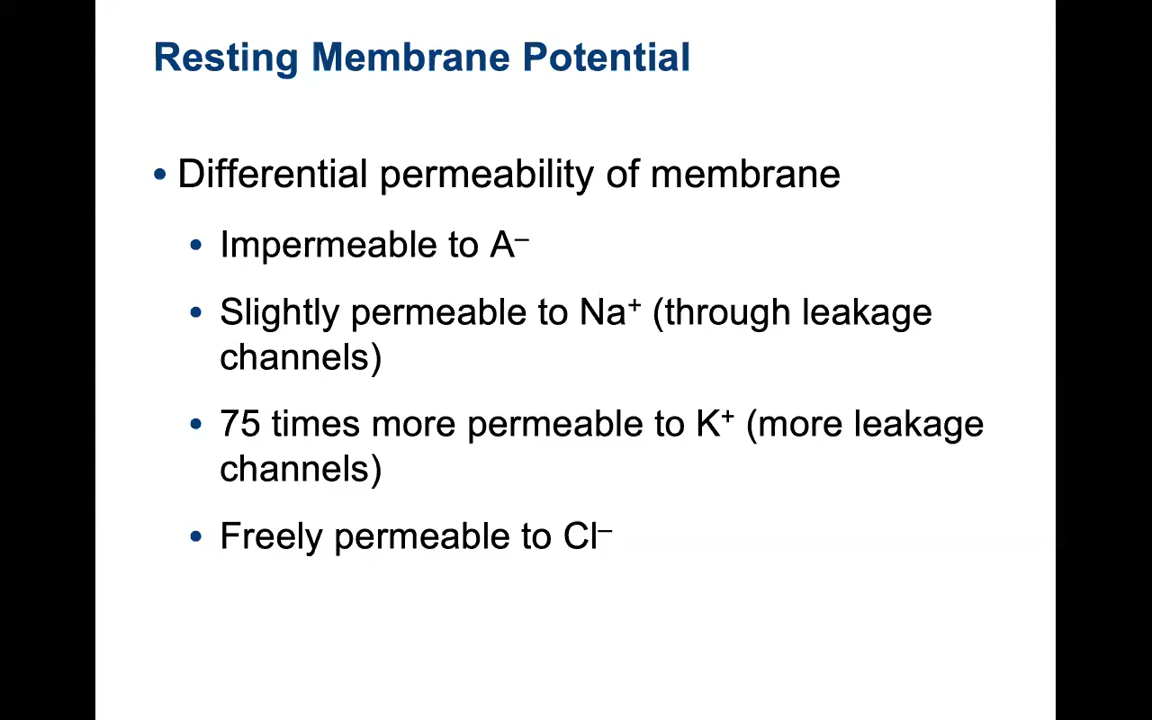 Resting Membrane Potential
• Differential permeability of membrane
• Impermeable to A⁻
• Slightly permeable to Na⁺ (through leakage
channels)
• 75 times more permeable to K⁺ (more leakage
channels)
• Freely permeable to Cl⁻